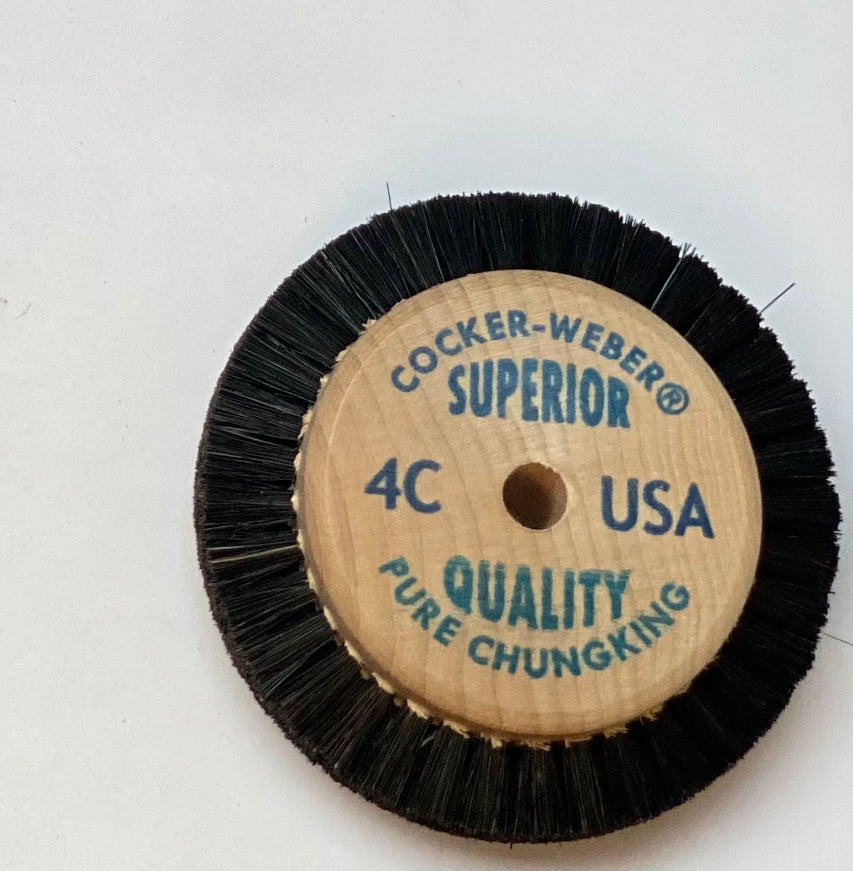 COCKER-WEBER®
SUPERIOR
4C USA
QUALITY
PURE CHUNGKING